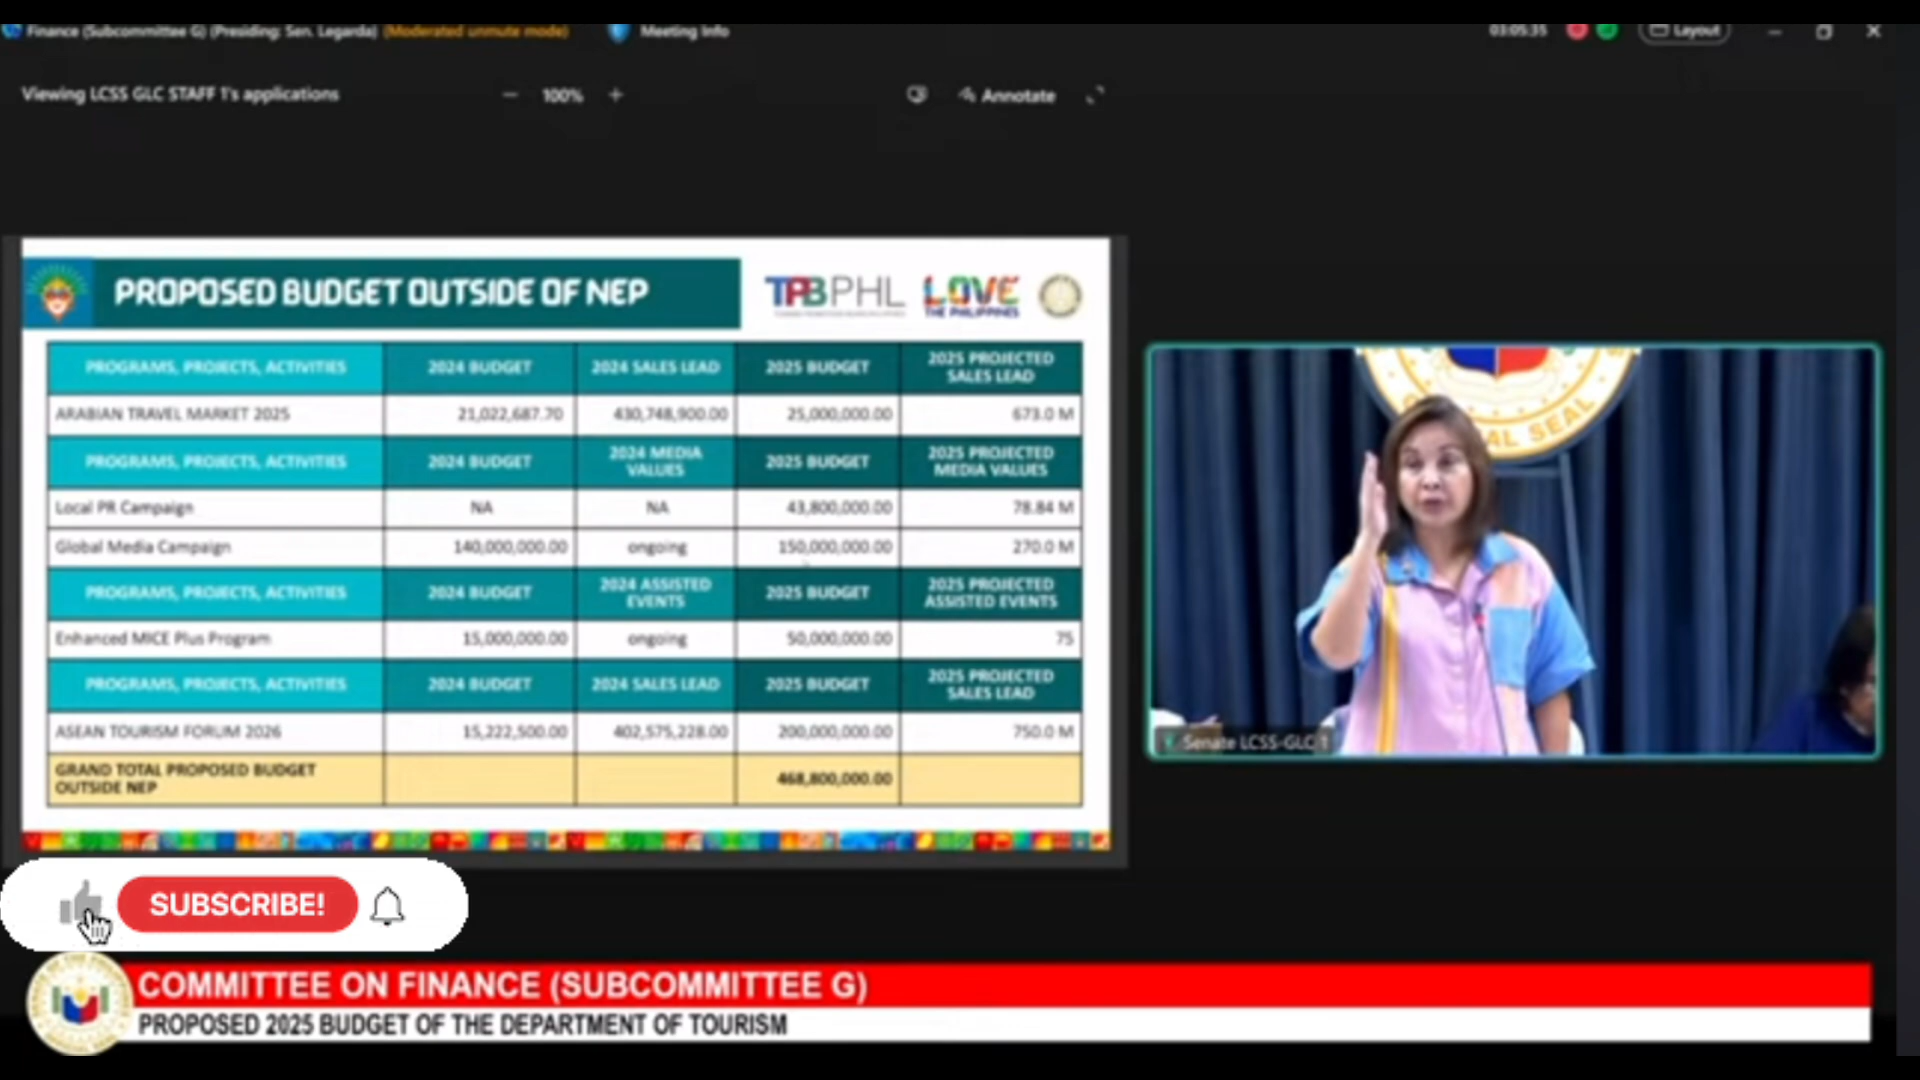 Finance (Subcommittee G) (Presiding: Sen. Legarda) (Moderated unmute mode) Meeting Info 03:05:35 Layout
Viewing LCSS GLC STAFF 1's applications 100% Annotate
PROPOSED BUDGET OUTSIDE OF NEP TPBPHL LOVE
THE PHILIPPINES
PROGRAMS, PROJECTS, ACTIVITIES 2024 BUDGET 2024 SALES LEAD 2025 BUDGET 2025 PROJECTED SALES LEAD
ARABIAN TRAVEL MARKET 2025 21,022,687.70 430,748,900.00 25,000,000.00 673.0 M
PROGRAMS, PROJECTS, ACTIVITIES 2024 BUDGET 2024 MEDIA VALUES 2025 BUDGET 2025 PROJECTED MEDIA VALUES
Local PR Campaign NA NA 43,800,000.00 78.84 M
Global Media Campaign 140,000,000.00 ongoing 150,000,000.00 270.0 M
PROGRAMS, PROJECTS, ACTIVITIES 2024 BUDGET 2024 ASSISTED EVENTS 2025 BUDGET 2025 PROJECTED ASSISTED EVENTS
Enhanced MICE Plus Program 15,000,000.00 ongoing 50,000,000.00 75
PROGRAMS, PROJECTS, ACTIVITIES 2024 BUDGET 2024 SALES LEAD 2025 BUDGET 2025 PROJECTED SALES LEAD
ASEAN TOURISM FORUM 2026 15,222,500.00 402,575,228.00 200,000,000.00 750.0 M
GRAND TOTAL PROPOSED BUDGET
OUTSIDE NEP 468,800,000.00
AL SEAL
Senate LCSS-GLC 1
SUBSCRIBE!
COMMITTEE ON FINANCE (SUBCOMMITTEE G)
PROPOSED 2025 BUDGET OF THE DEPARTMENT OF TOURISM